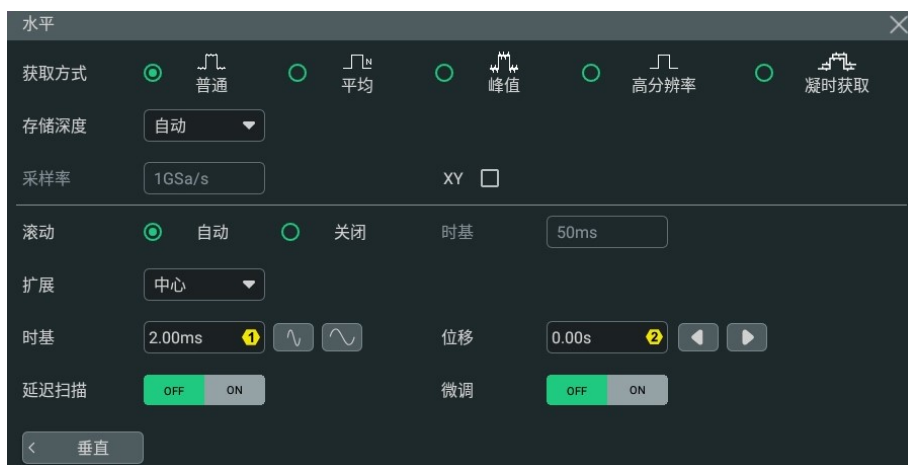 水平
获取方式 普通 N 平均 峰值 高分辨率 凝时获取
存储深度 自动
采样率 1GSa/s XY
滚动 自动 关闭 时基 50ms
扩展 中心
时基 2.00ms 1 位移 0.00s 2
延迟扫描 OFF ON 微调 OFF ON
垂直